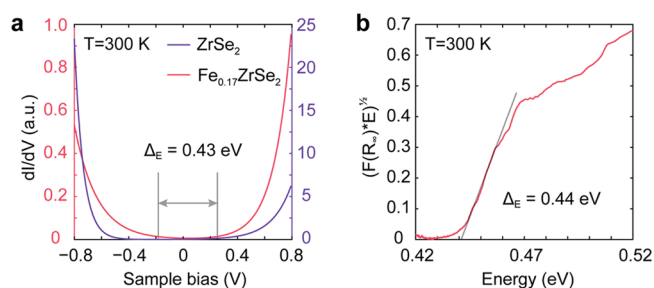 a
T=300 K
ZrSe₂
Fe₀.₁₇ZrSe₂
Δ_E = 0.43 eV
1.0
0.8
0.6
0.4
0.2
0
25
20
15
10
5
0
dI/dV (a.u.)
−0.8 −0.4 0 0.4 0.8
Sample bias (V)
b
T=300 K
Δ_E = 0.44 eV
0.7
0.6
0.5
0.4
0.3
0.2
0.1
0
(F(R∞)*E)^½
0.42 0.47 0.52
Energy (eV)